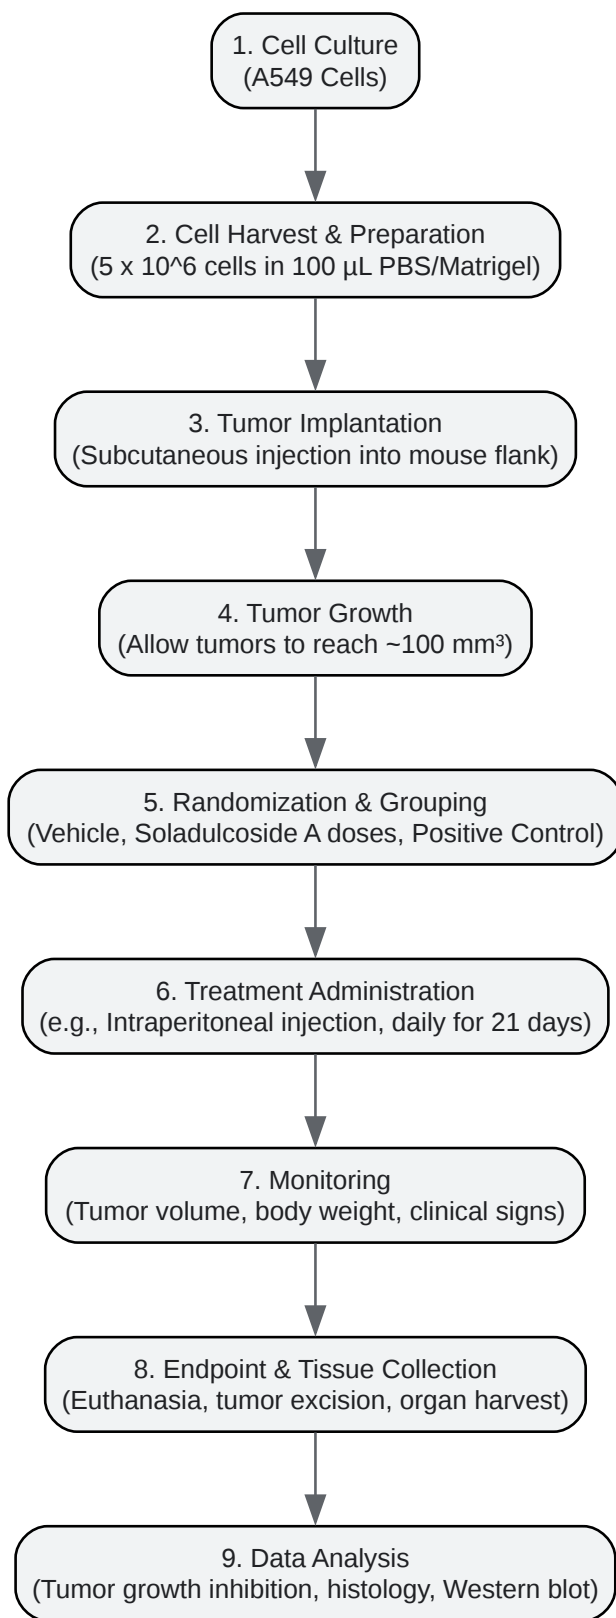 1. Cell Culture
(A549 Cells)
2. Cell Harvest & Preparation
(5 x 10^6 cells in 100 µL PBS/Matrigel)
3. Tumor Implantation
(Subcutaneous injection into mouse flank)
4. Tumor Growth
(Allow tumors to reach ~100 mm³)
5. Randomization & Grouping
(Vehicle, Soladulcoside A doses, Positive Control)
6. Treatment Administration
(e.g., Intraperitoneal injection, daily for 21 days)
7. Monitoring
(Tumor volume, body weight, clinical signs)
8. Endpoint & Tissue Collection
(Euthanasia, tumor excision, organ harvest)
9. Data Analysis
(Tumor growth inhibition, histology, Western blot)